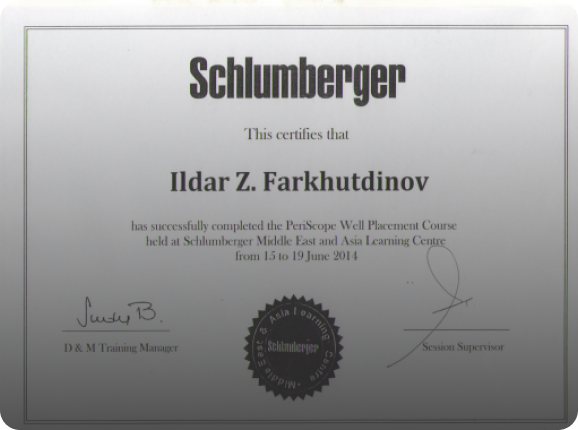 Schlumberger
This certifies that
Ildar Z. Farkhutdinov
has successfully completed the PeriScope Well Placement Course
held at Schlumberger Middle East and Asia Learning Centre
from 15 to 19 June 2014
D & M Training Manager
Session Supervisor
Middle East & Asia Learning Centre
Schlumberger